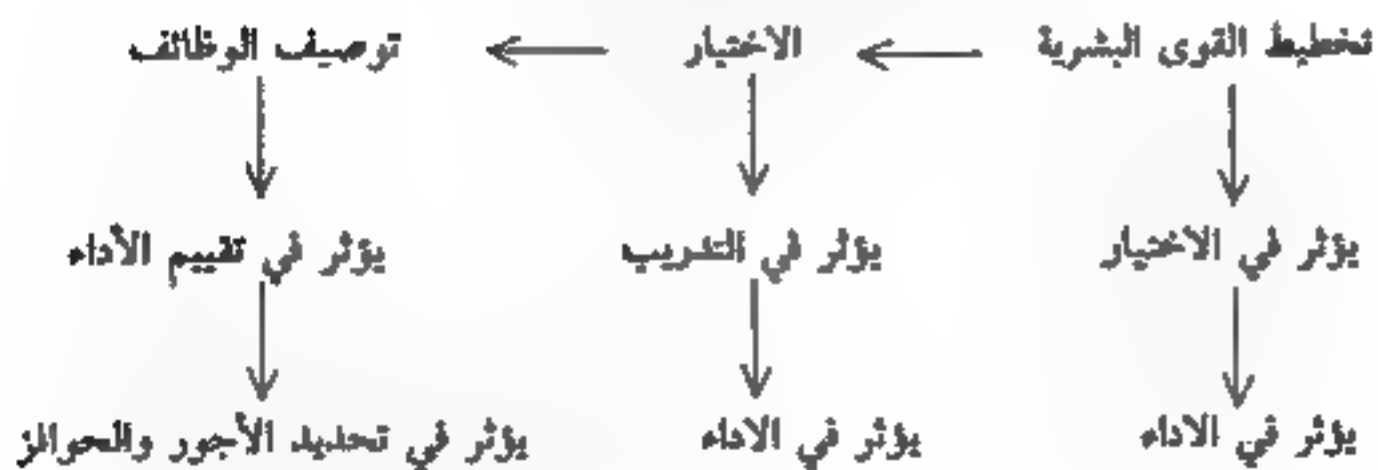 تخطيط القوى البشرية ← الاختيار ← توصيف الوظائف
يؤثر في الاختيار يؤثر في التدريب يؤثر في تقييم الأداء
يؤثر في الاداء يؤثر في الاداء يؤثر في تحديد الأجور والحوافز